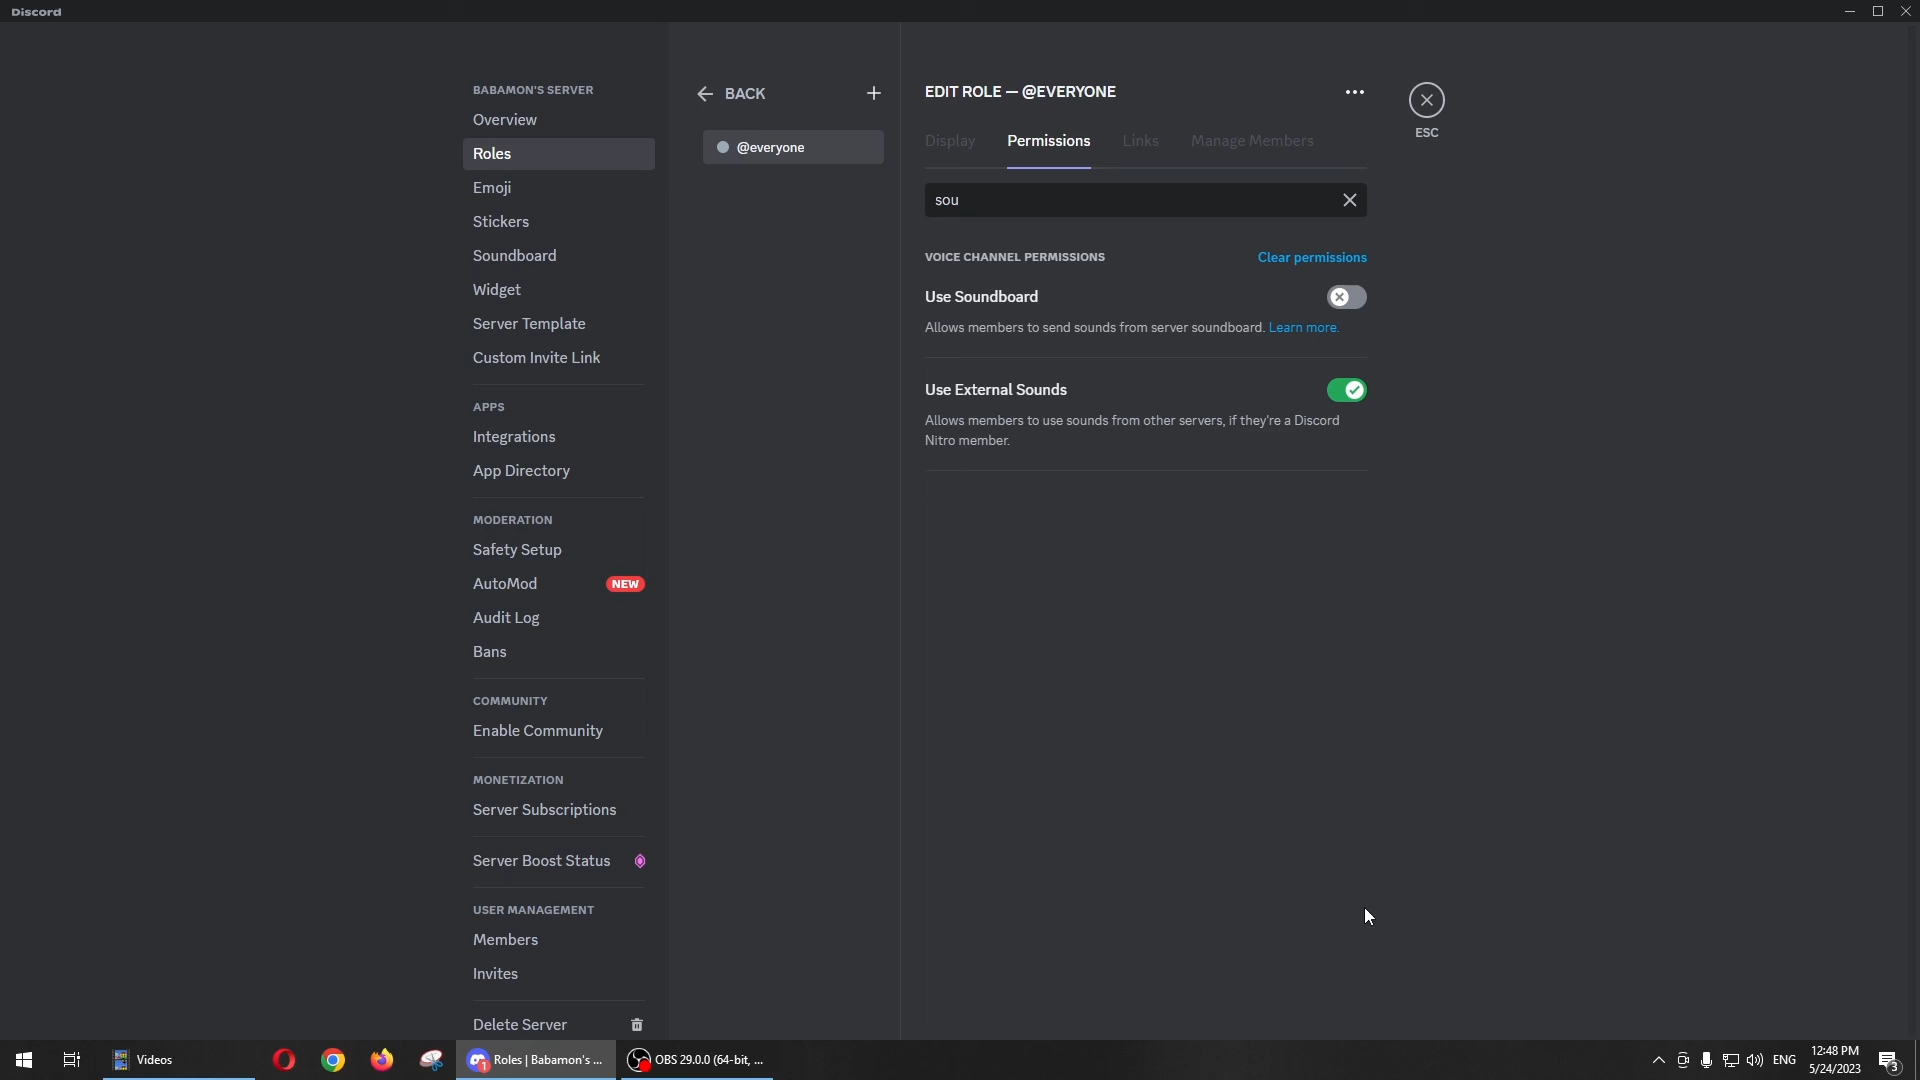 Discord
BABAMON'S SERVER
Overview
Roles
Emoji
Stickers
Soundboard
Widget
Server Template
Custom Invite Link
APPS
Integrations
App Directory
MODERATION
Safety Setup
AutoMod NEW
Audit Log
Bans
COMMUNITY
Enable Community
MONETIZATION
Server Subscriptions
Server Boost Status
USER MANAGEMENT
Members
Invites
Delete Server
BACK
@everyone
EDIT ROLE — @EVERYONE
Display Permissions Links Manage Members
sou
VOICE CHANNEL PERMISSIONS Clear permissions
Use Soundboard
Allows members to send sounds from server soundboard. Learn more.
Use External Sounds
Allows members to use sounds from other servers, if they're a Discord
Nitro member.
ESC
Videos
1
Roles | Babamon's ...
OBS 29.0.0 (64-bit, ...
ENG
12:48 PM
5/24/2023
3